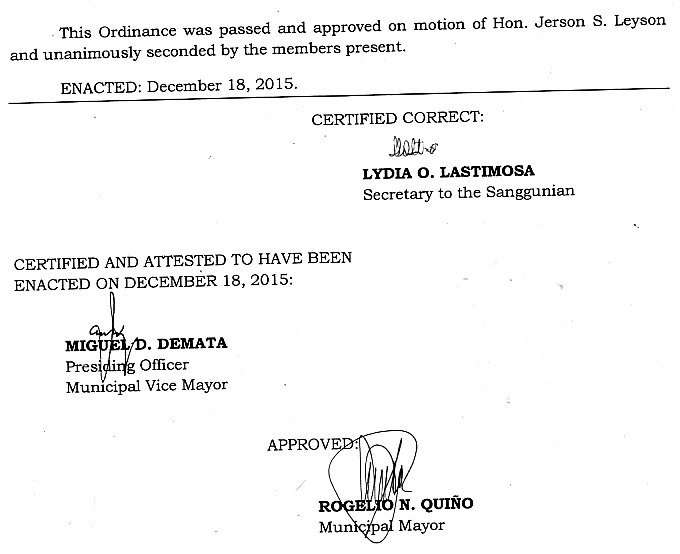 This Ordinance was passed and approved on motion of Hon. Jerson S. Leyson
and unanimously seconded by the members present.
ENACTED: December 18, 2015.
CERTIFIED CORRECT:
LYDIA O. LASTIMOSA
Secretary to the Sanggunian
CERTIFIED AND ATTESTED TO HAVE BEEN
ENACTED ON DECEMBER 18, 2015:
MIGUEL D. DEMATA
Presiding Officer
Municipal Vice Mayor
APPROVED:
ROGELIO N. QUIÑO
Municipal Mayor